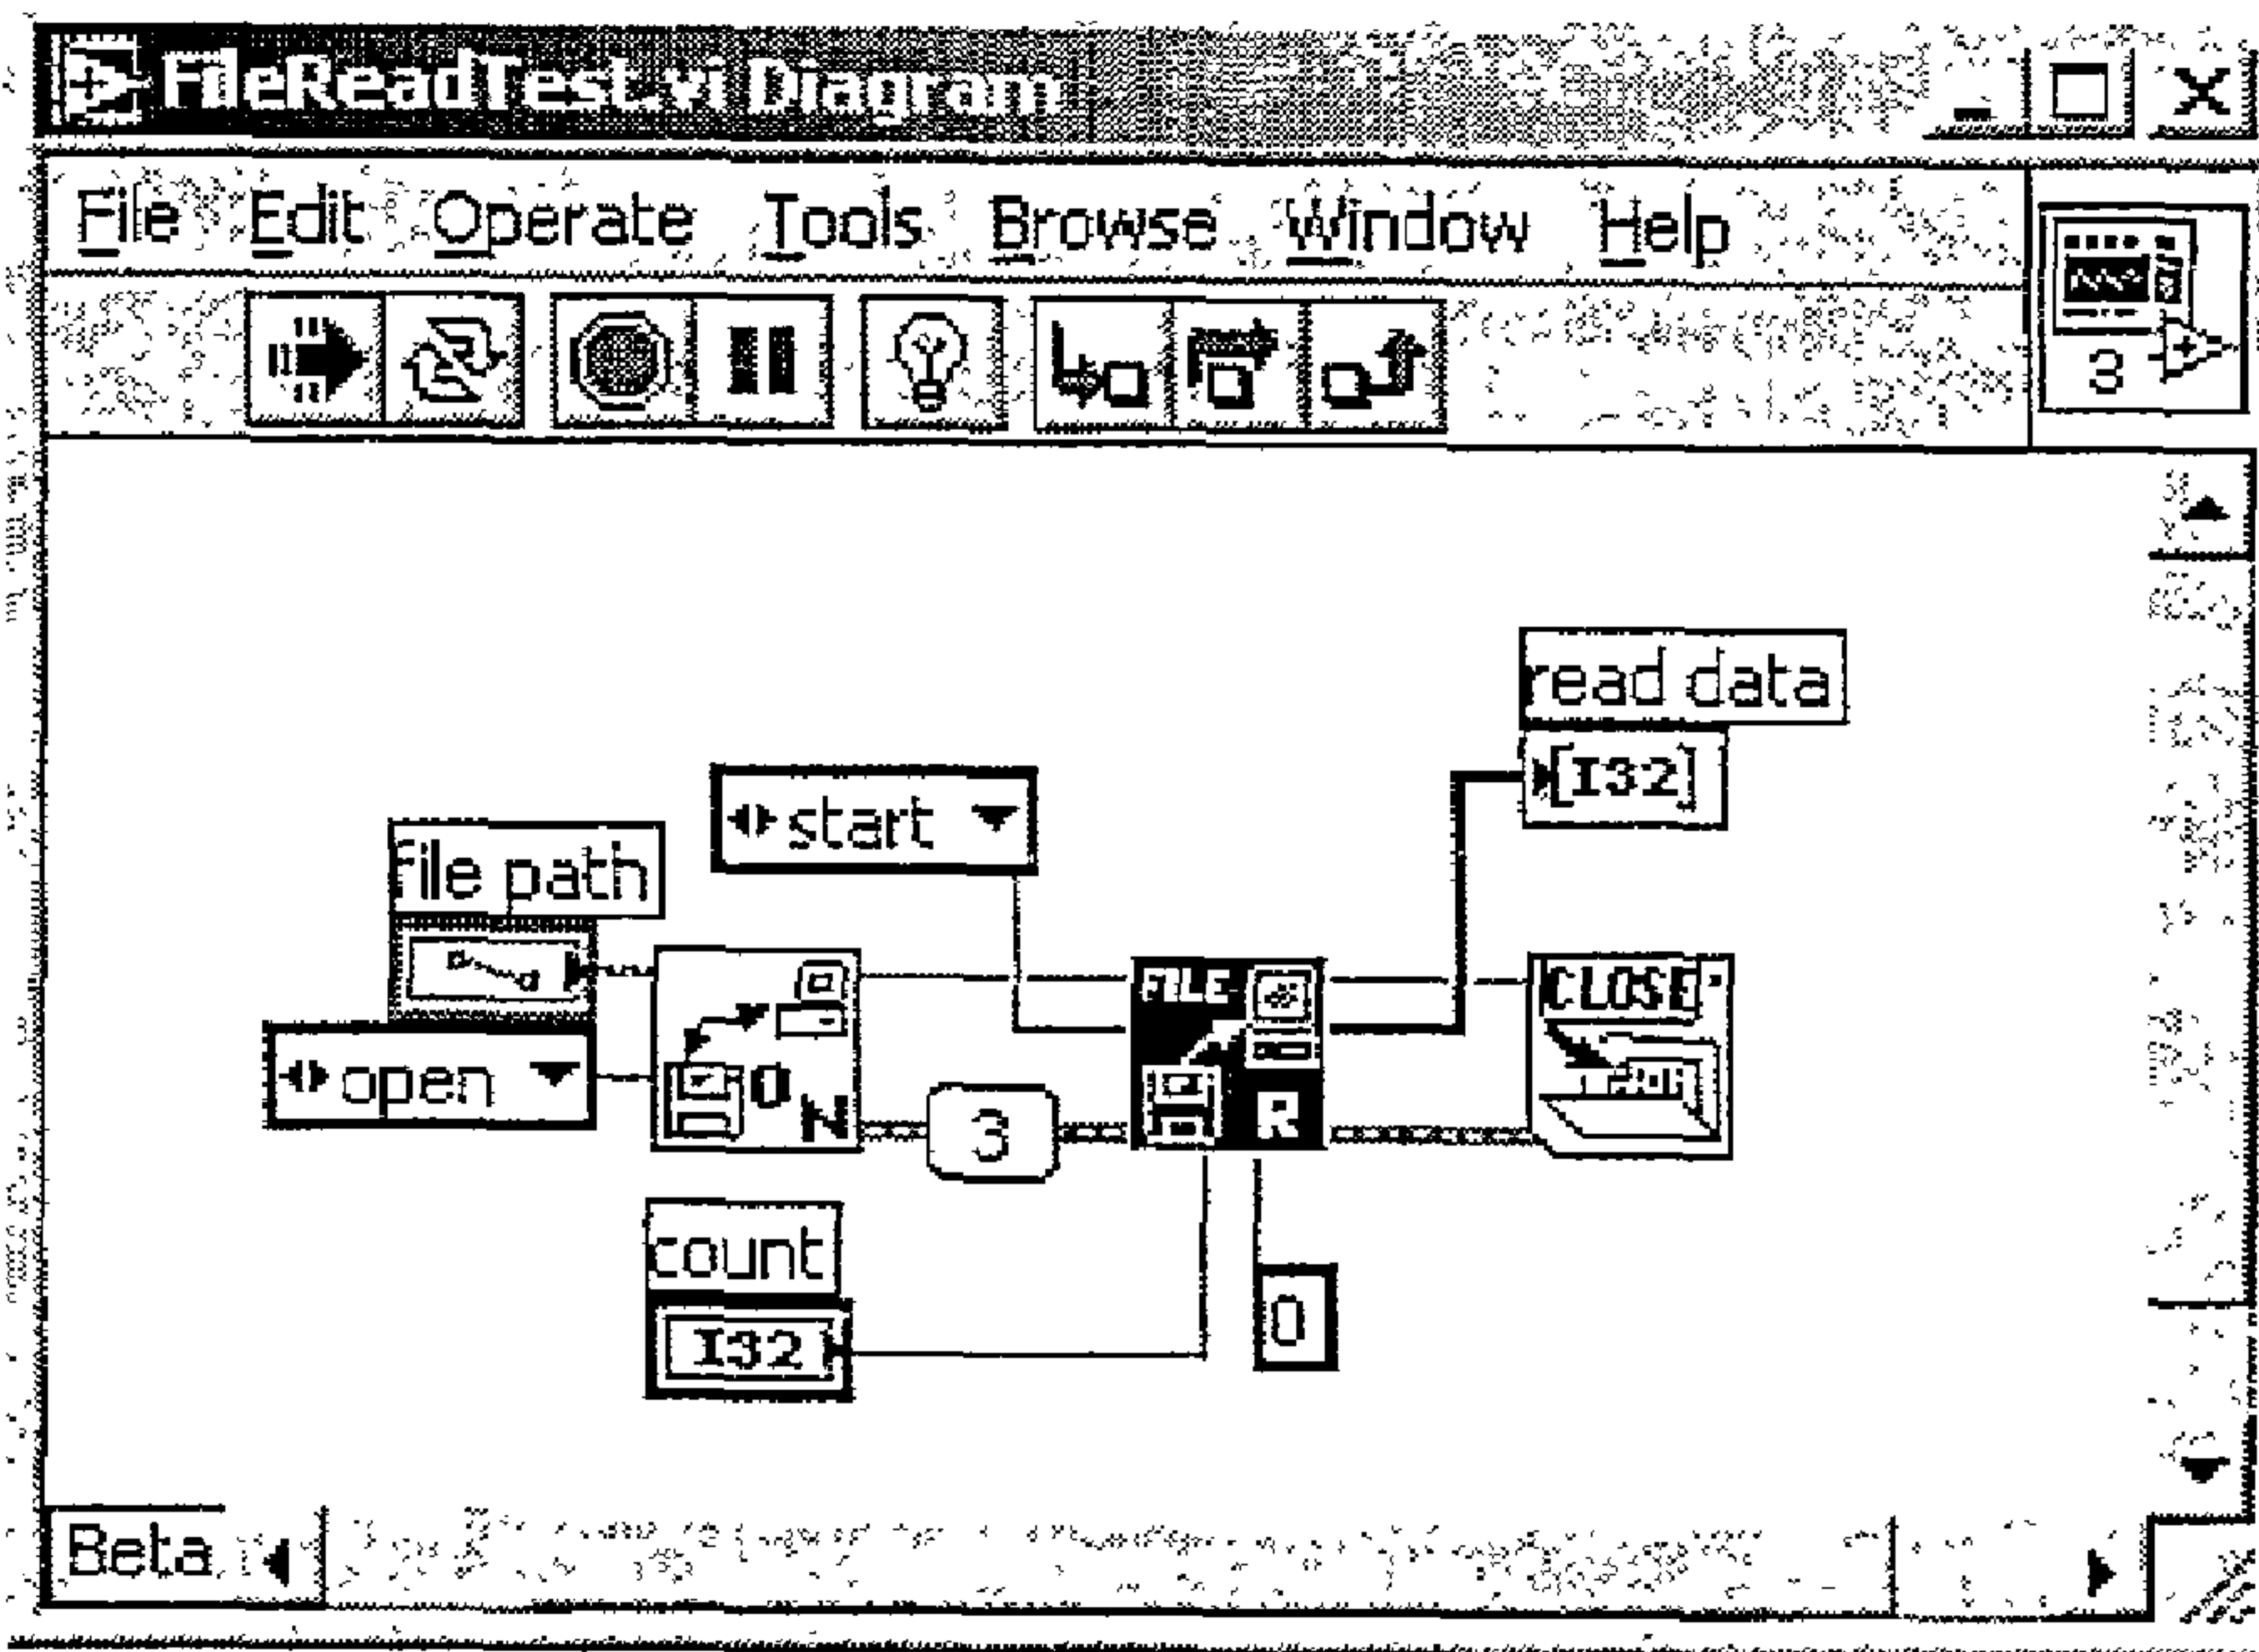 FileReadTest.vi Diagram
File Edit Operate Tools Browse Window Help
3
read data
[I32]
start
file path
open
FILE
R
CLOSE
O
N
3
count
I32
0
Beta